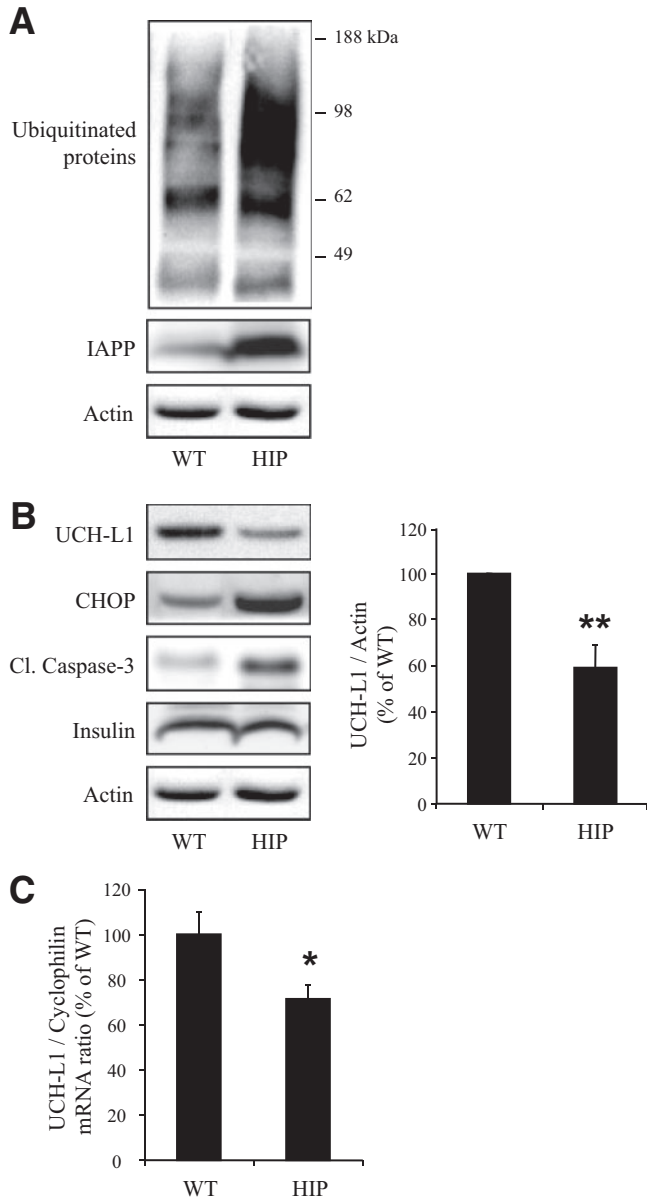 A
188 kDa
98
Ubiquitinated
proteins
62
49
IAPP
Actin
WT HIP
B
UCH-L1
CHOP
Cl. Caspase-3
Insulin
Actin
WT HIP
UCH-L1 / Actin
(% of WT)
120
100
80
60
40
20
0
**
WT HIP
C
UCH-L1 / Cyclophilin
mRNA ratio (% of WT)
120
100
80
60
40
20
0
*
WT HIP